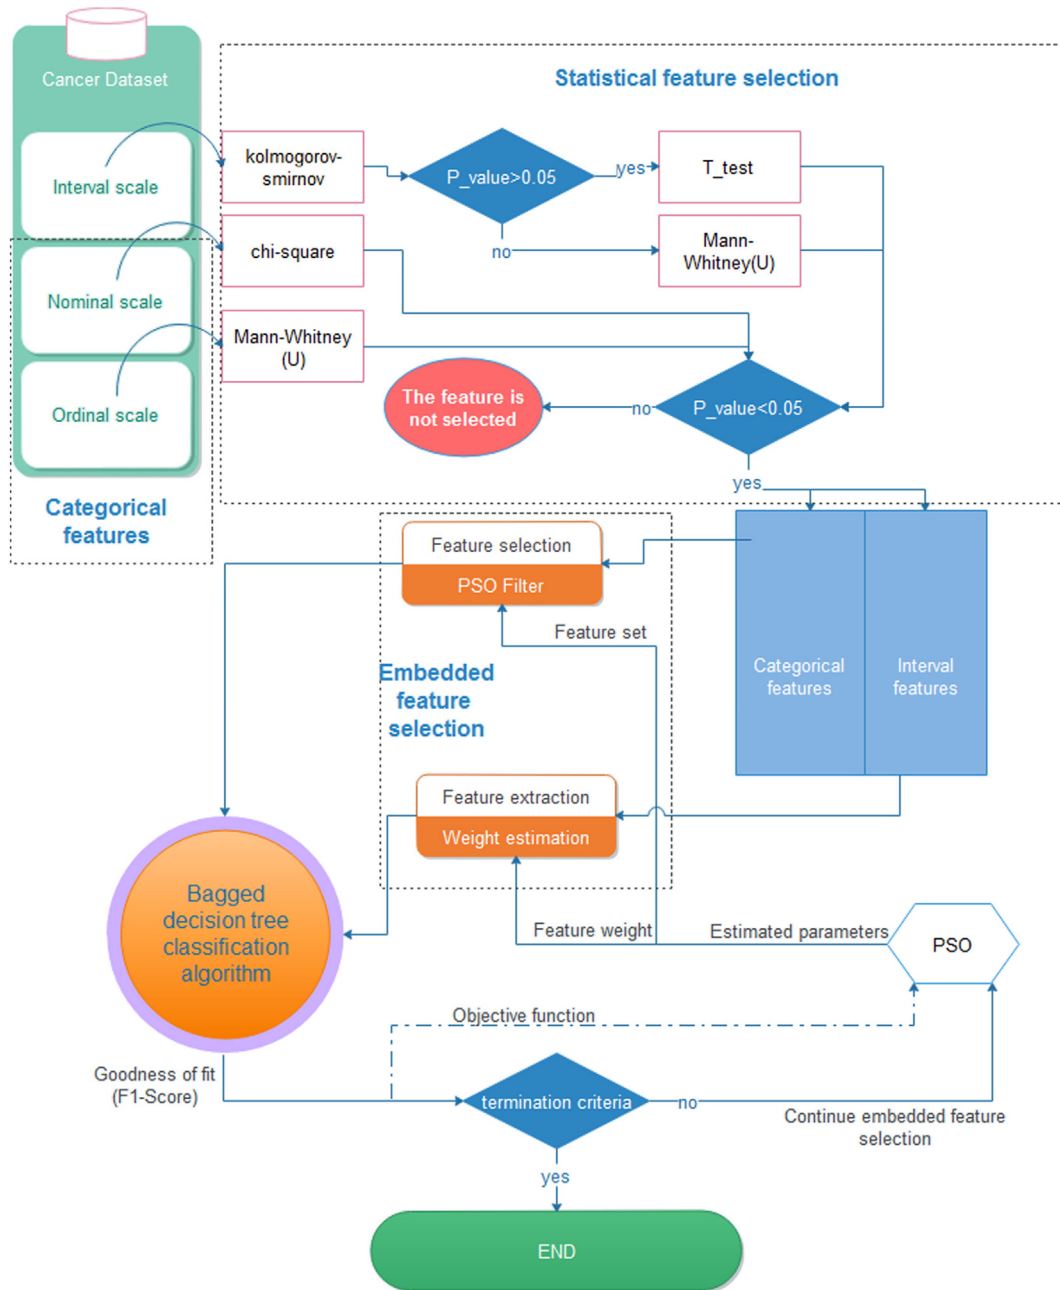 Cancer Dataset
Statistical feature selection
Interval scale
kolmogorov-
smirnov
P_value>0.05
yes
T_test
Nominal scale
chi-square
no
Mann-
Whitney(U)
Ordinal scale
Mann-Whitney
(U)
The feature is
not selected
no
P_value<0.05
yes
Categorical
features
Feature selection
PSO Filter
Feature set
Embedded
feature
selection
Categorical
features
Interval
features
Feature extraction
Weight estimation
Bagged
decision tree
classification
algorithm
Feature weight
Estimated parameters
PSO
Objective function
Goodness of fit
(F1-Score)
termination criteria
no
Continue embedded feature
selection
yes
END